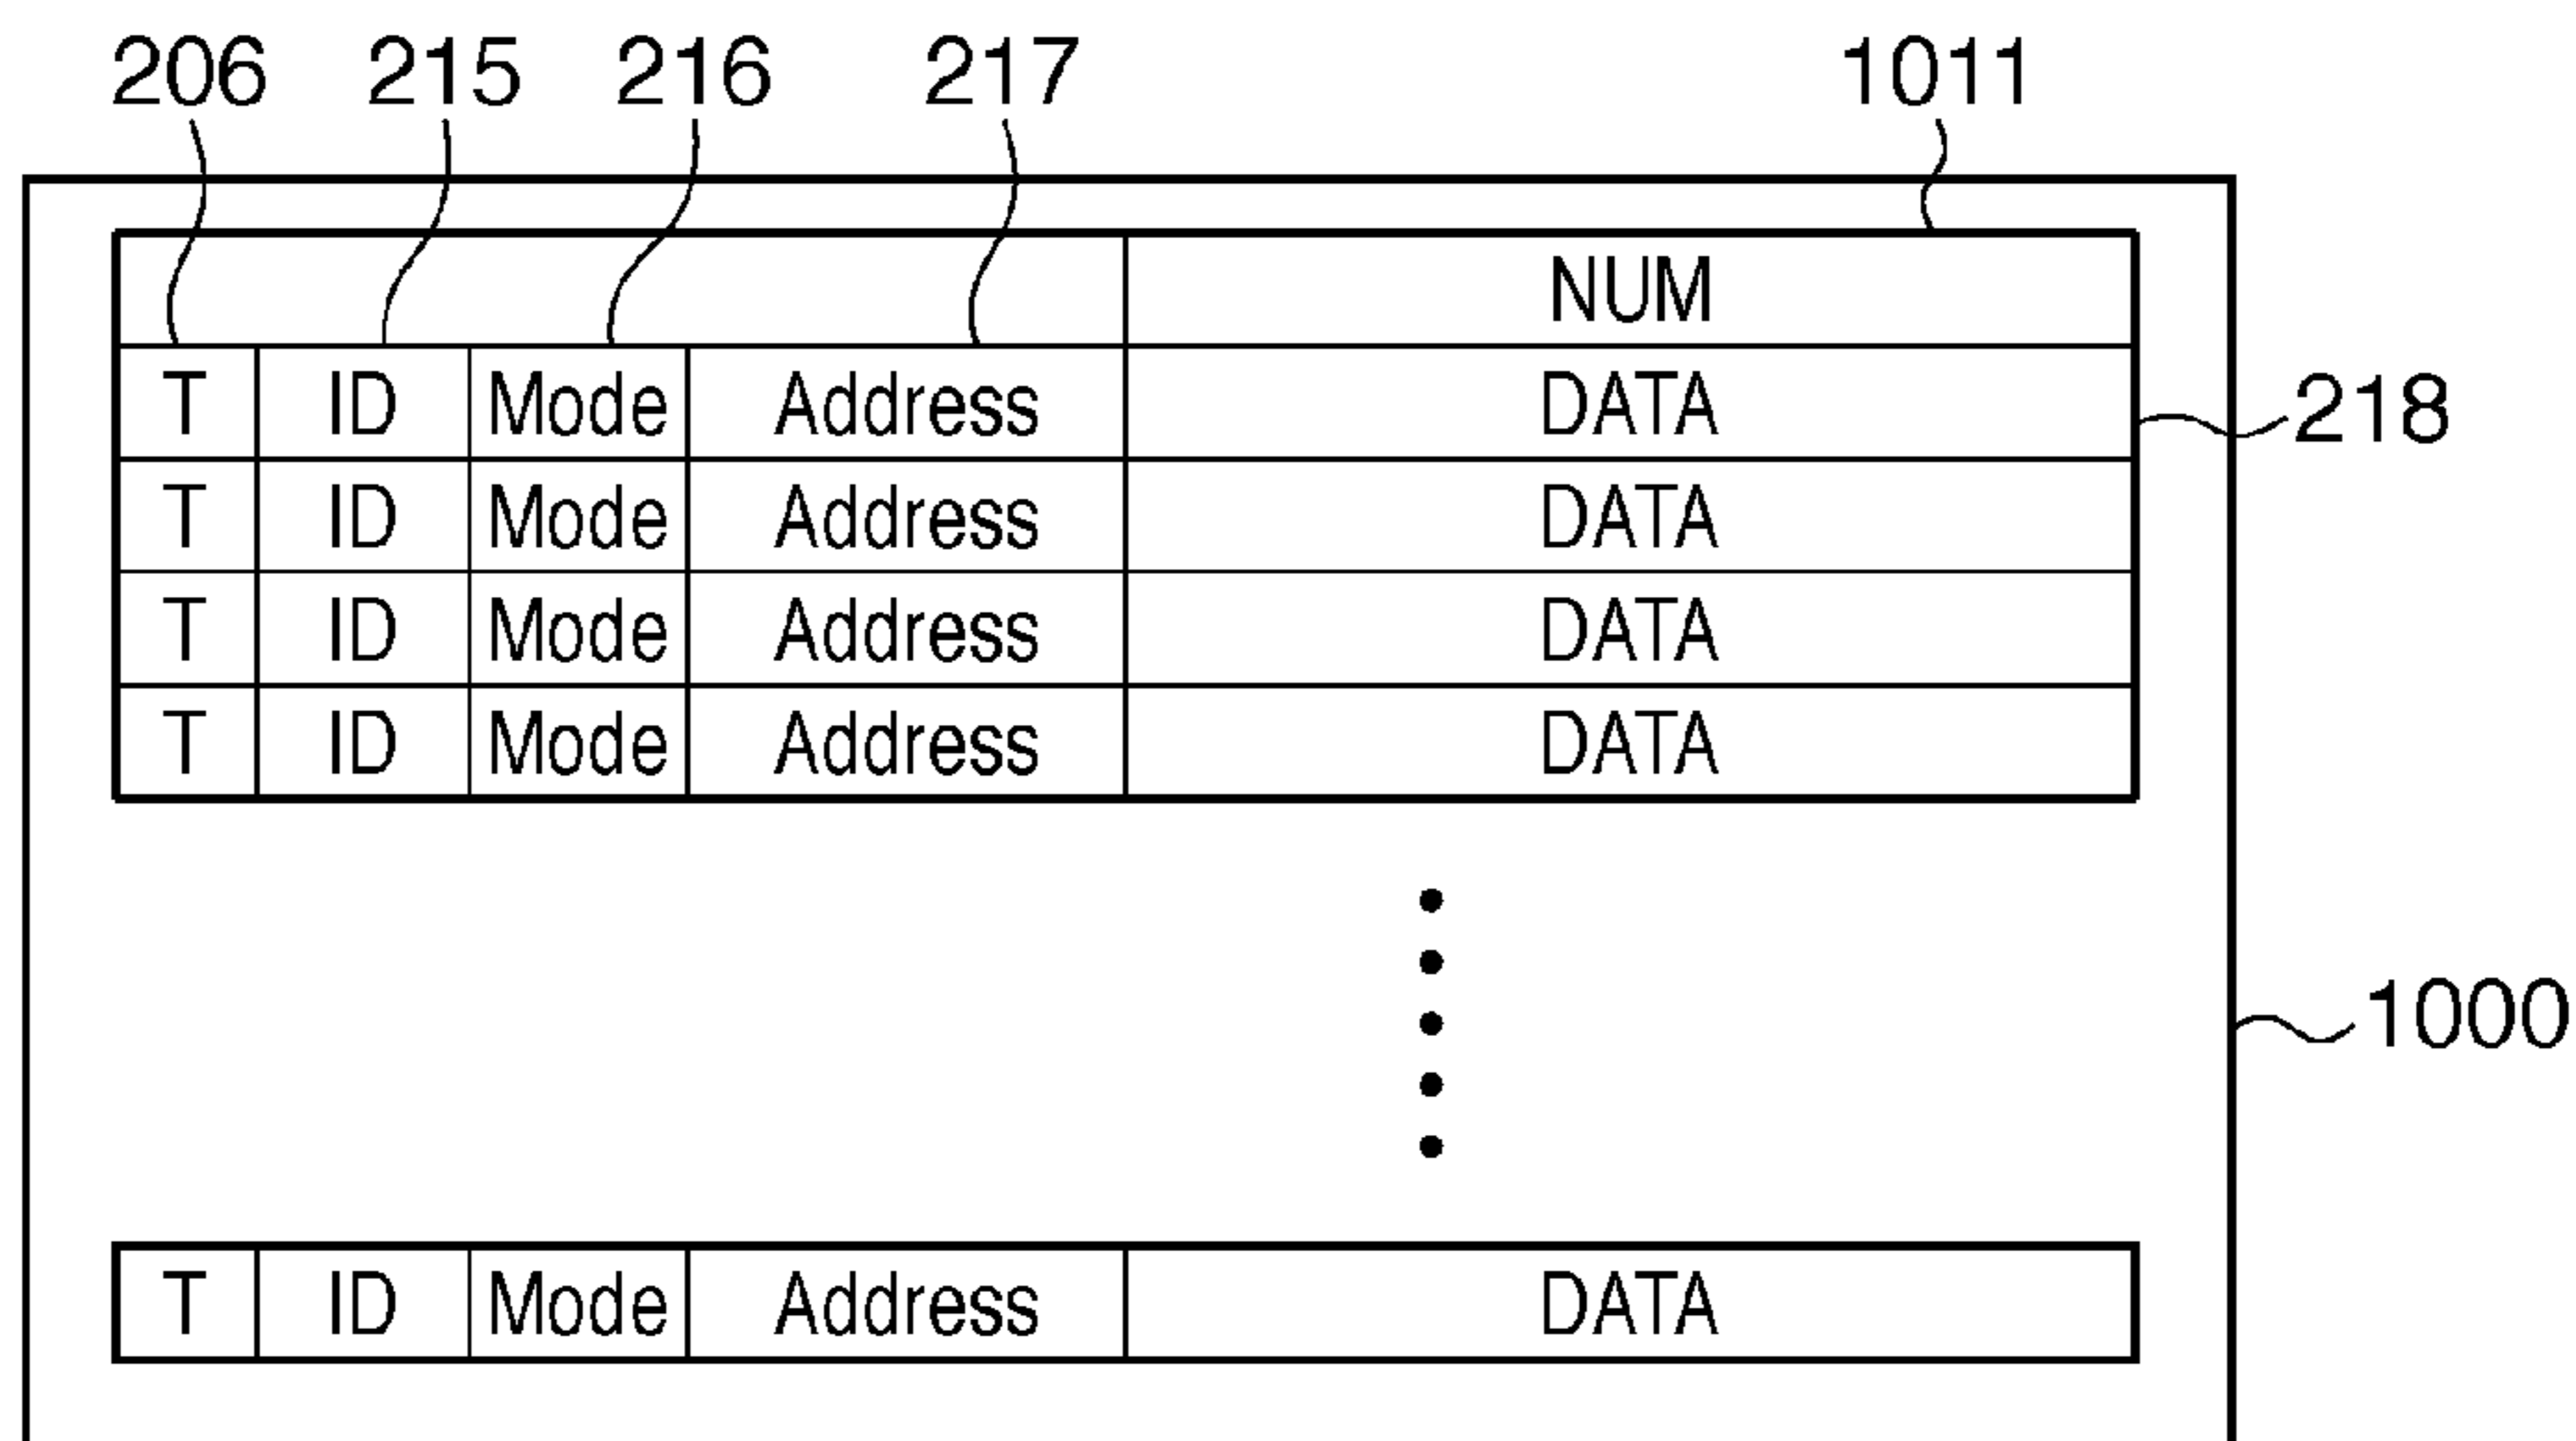 206 215 216 217 1011
NUM
T ID Mode Address DATA 218
T ID Mode Address DATA
T ID Mode Address DATA
T ID Mode Address DATA
1000
T ID Mode Address DATA